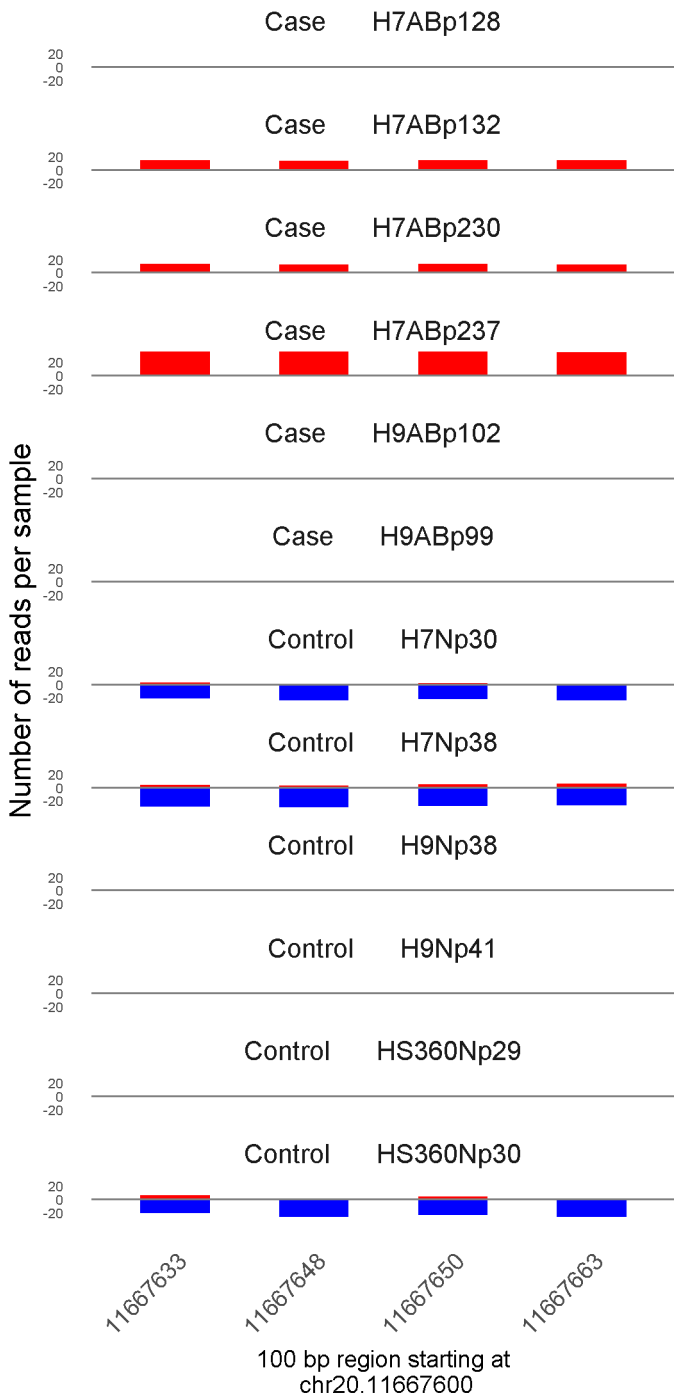 Case H7ABp128
20
0
-20
Case H7ABp132
20
0
-20
Case H7ABp230
20
0
-20
Case H7ABp237
20
0
-20
Case H9ABp102
20
0
-20
Case H9ABp99
20
0
-20
Control H7Np30
20
0
-20
Control H7Np38
20
0
-20
Control H9Np38
20
0
-20
Control H9Np41
20
0
-20
Control HS360Np29
20
0
-20
Control HS360Np30
20
0
-20
Number of reads per sample
11667633
11667648
11667650
11667663
100 bp region starting at
chr20.11667600